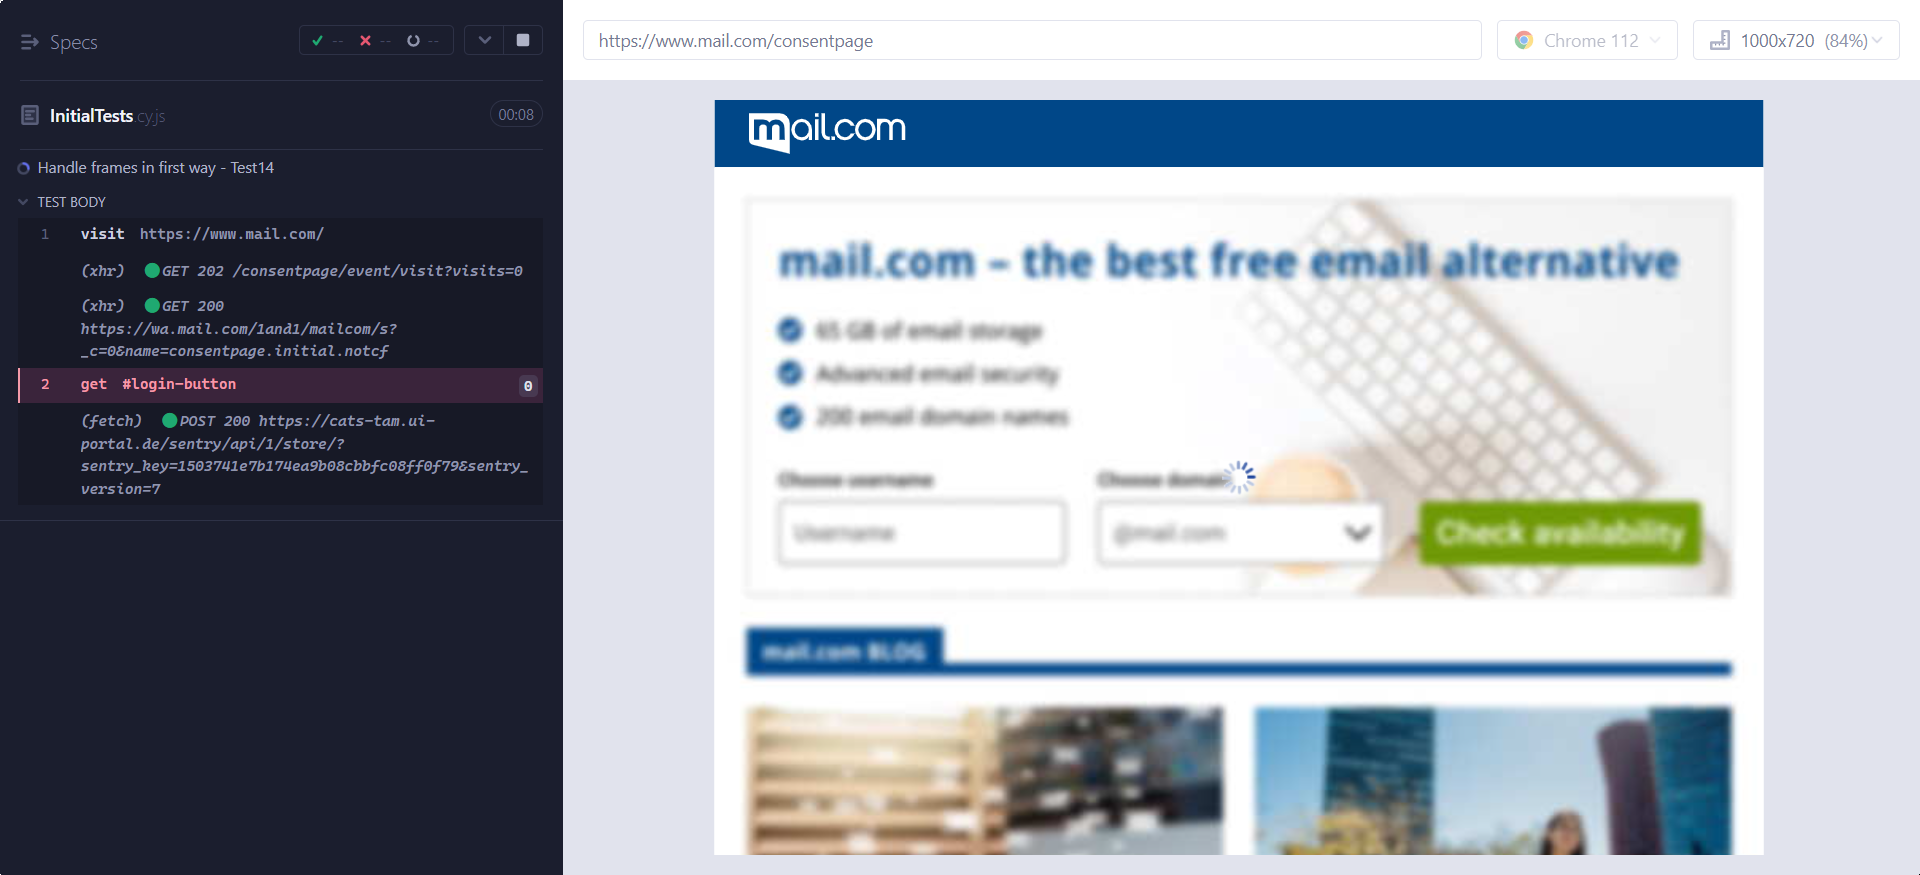 Specs
-- -- --
InitialTests.cy.js
00:08
Handle frames in first way - Test14
TEST BODY
1 visit https://www.mail.com/
(xhr) GET 202 /consentpage/event/visit?visits=0
(xhr) GET 200
https://wa.mail.com/1and1/mailcom/s?
_c=0&name=consentpage.initial.notcf
2 get #login-button 0
(fetch) POST 200 https://cats-tam.ui-
portal.de/sentry/api/1/store/?
sentry_key=1503741e7b174ea9b08cbbfc08ff0f79&sentry_
version=7
https://www.mail.com/consentpage
Chrome 112
1000x720 (84%)
mail.com
mail.com – the best free email alternative
65 GB of email storage
Advanced email security
200 email domain names
Choose username
Choose domain
Username
@mail.com
Check availability
mail.com BLOG